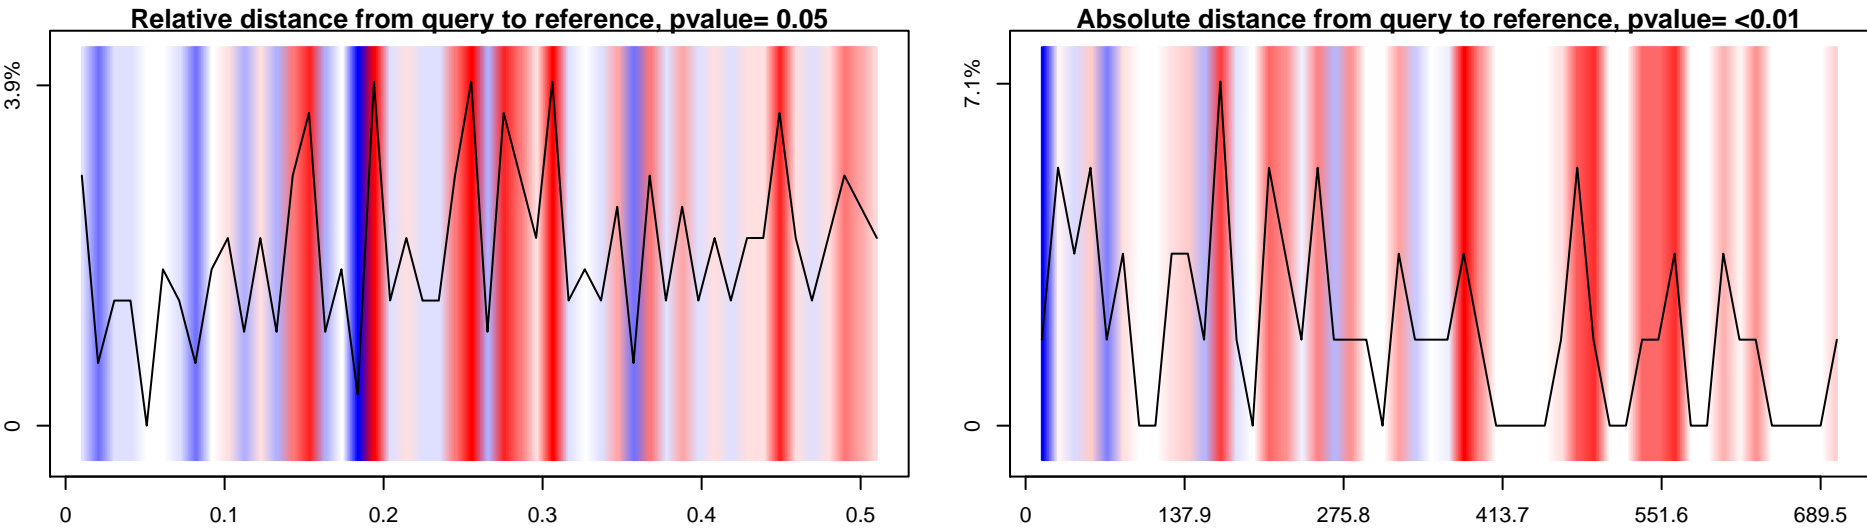 Relative distance from query to reference, pvalue= 0.05
3.9%
0
0 0.1 0.2 0.3 0.4 0.5
Absolute distance from query to reference, pvalue= <0.01
7.1%
0
0 137.9 275.8 413.7 551.6 689.5